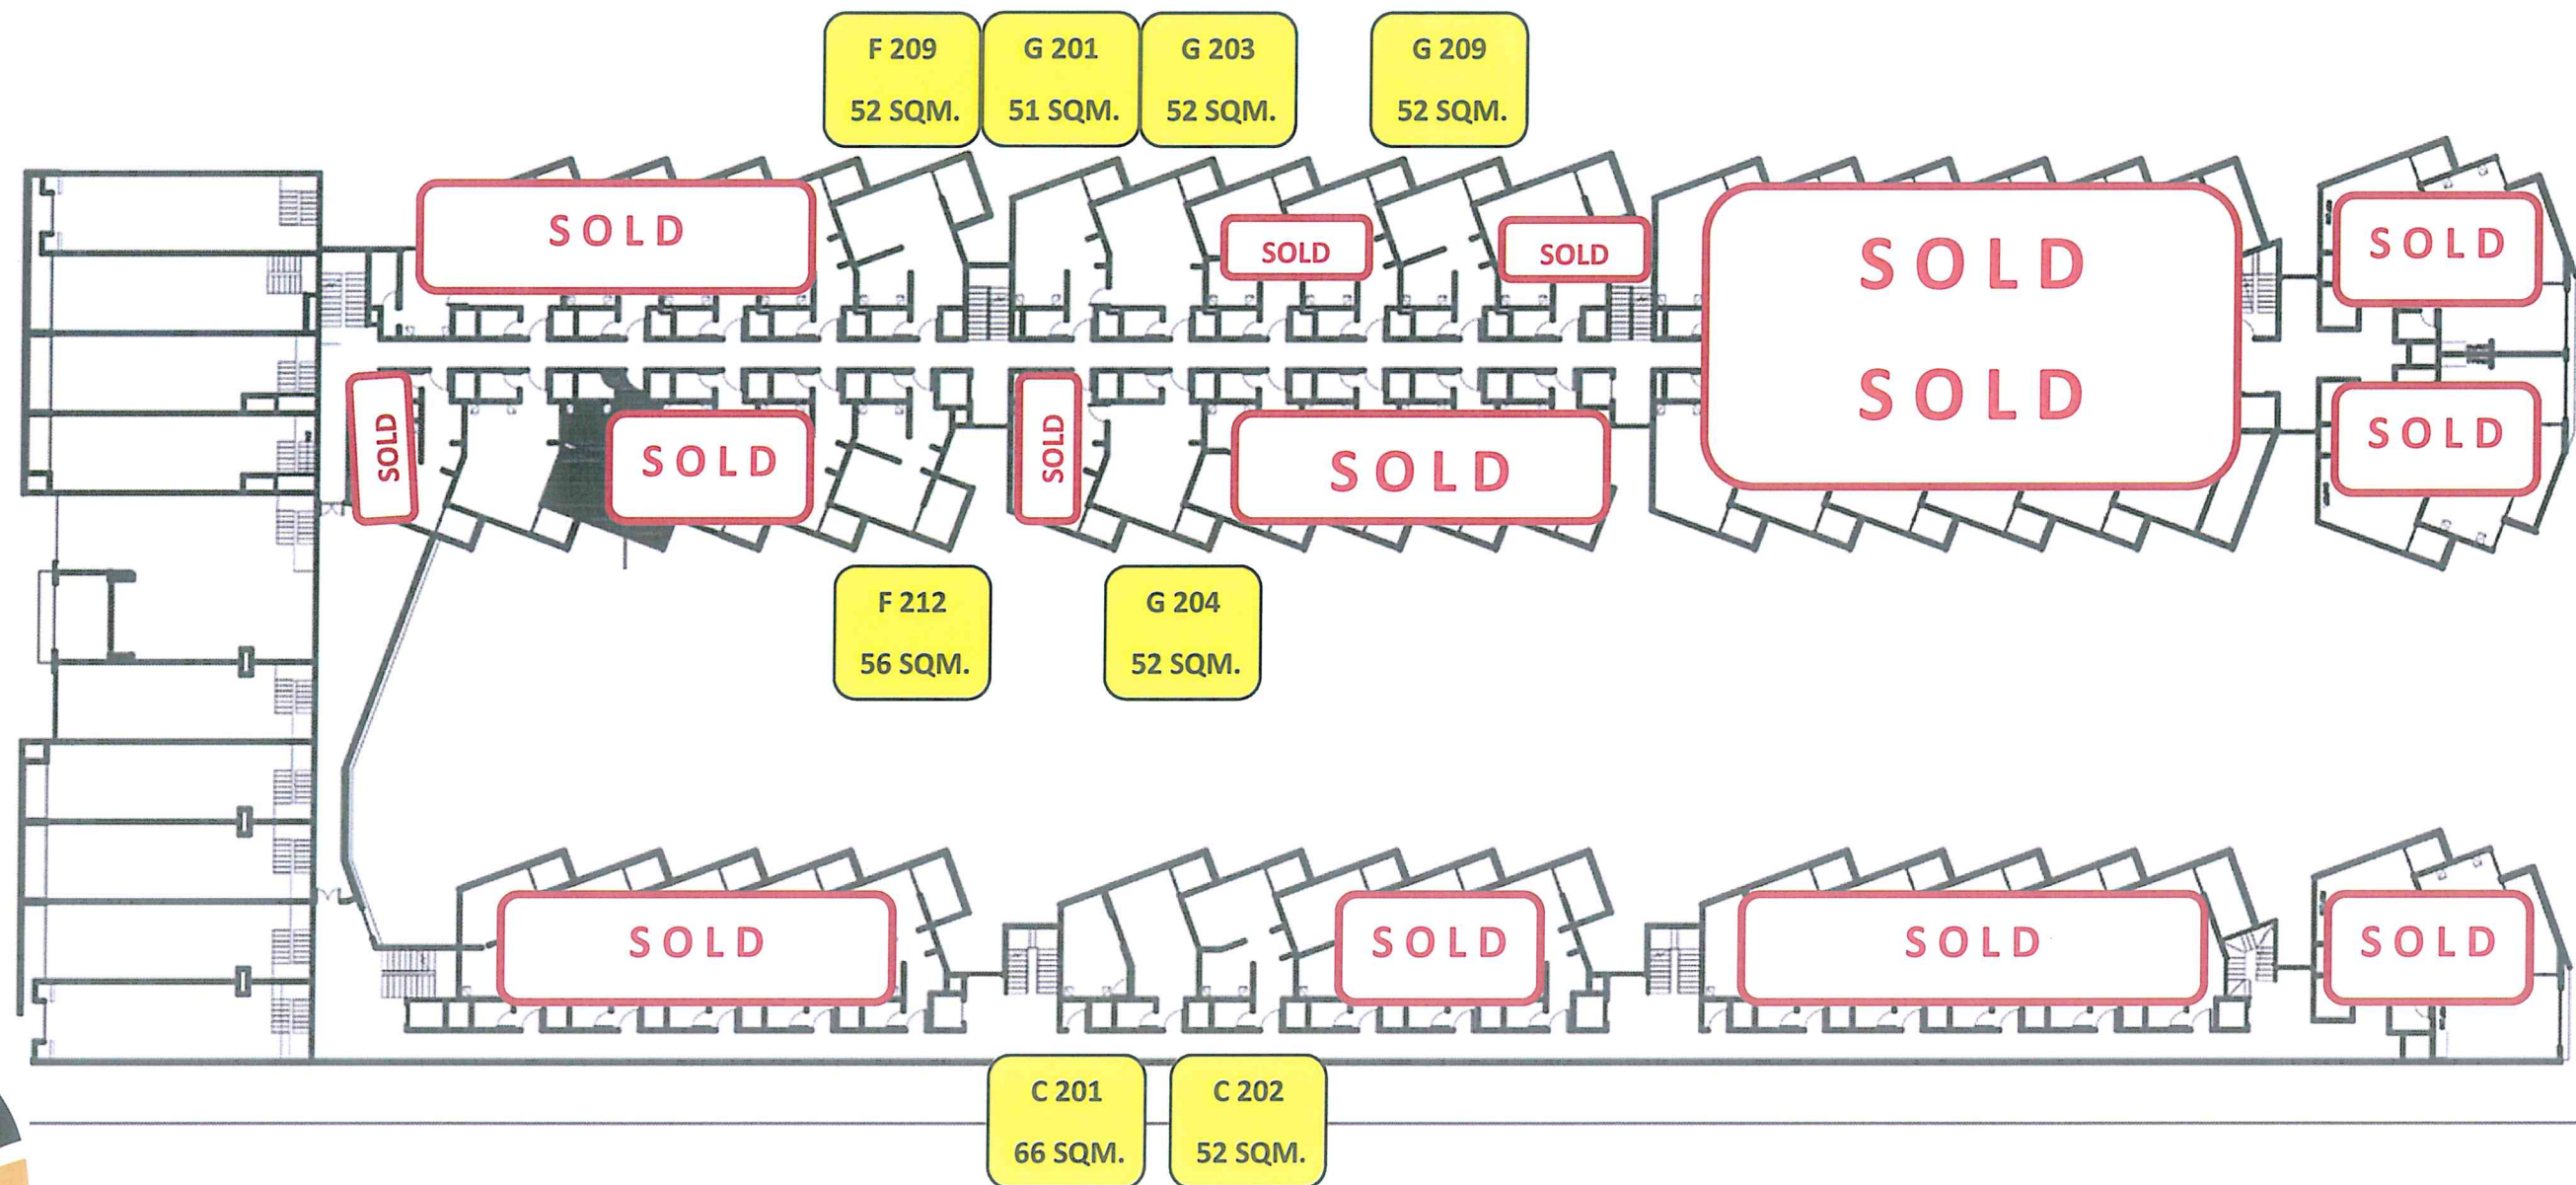 F 209
52 SQM.
G 201
51 SQM.
G 203
52 SQM.
G 209
52 SQM.
SOLD
SOLD
SOLD
SOLD
SOLD
SOLD
SOLD
SOLD
SOLD
SOLD
SOLD
F 212
56 SQM.
G 204
52 SQM.
SOLD
SOLD
SOLD
SOLD
C 201
66 SQM.
C 202
52 SQM.